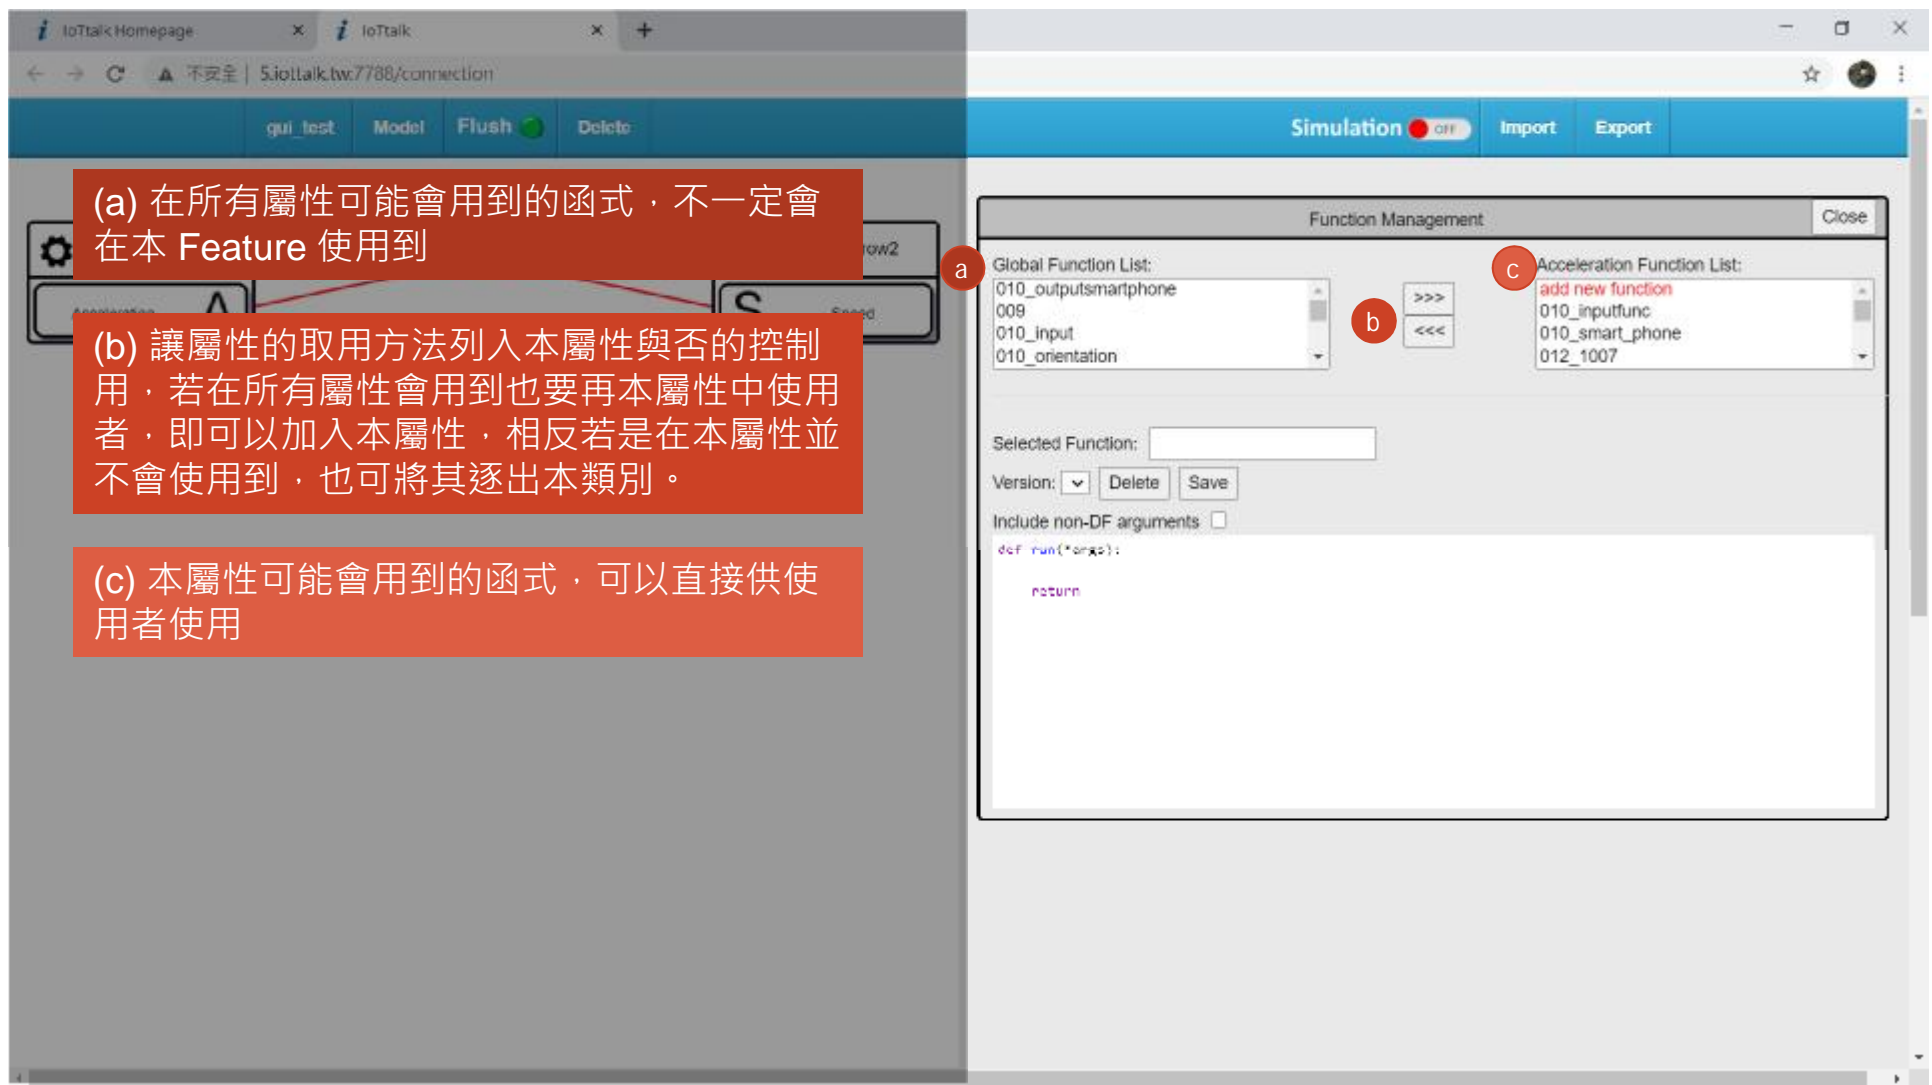 IoTtalk Homepage
IoTtalk
不安全 | 5.iottalk.tw:7788/connection
gui_test Model Flush Delete
Simulation OFF Import Export
(a) 在所有屬性可能會用到的函式，不一定會
在本 Feature 使用到
row2
Acceleration
A
S
Speed
(b) 讓屬性的取用方法列入本屬性與否的控制
用，若在所有屬性會用到也要再本屬性中使用
者，即可以加入本屬性，相反若是在本屬性並
不會使用到，也可將其逐出本類別。
(c) 本屬性可能會用到的函式，可以直接供使
用者使用
Function Management
Close
a
Global Function List:
010_outputsmartphone
009
010_input
010_orientation
b
>>>
<<<
c
Acceleration Function List:
add new function
010_inputfunc
010_smart_phone
012_1007
Selected Function:
Version: Delete Save
Include non-DF arguments
def run(*args):
return